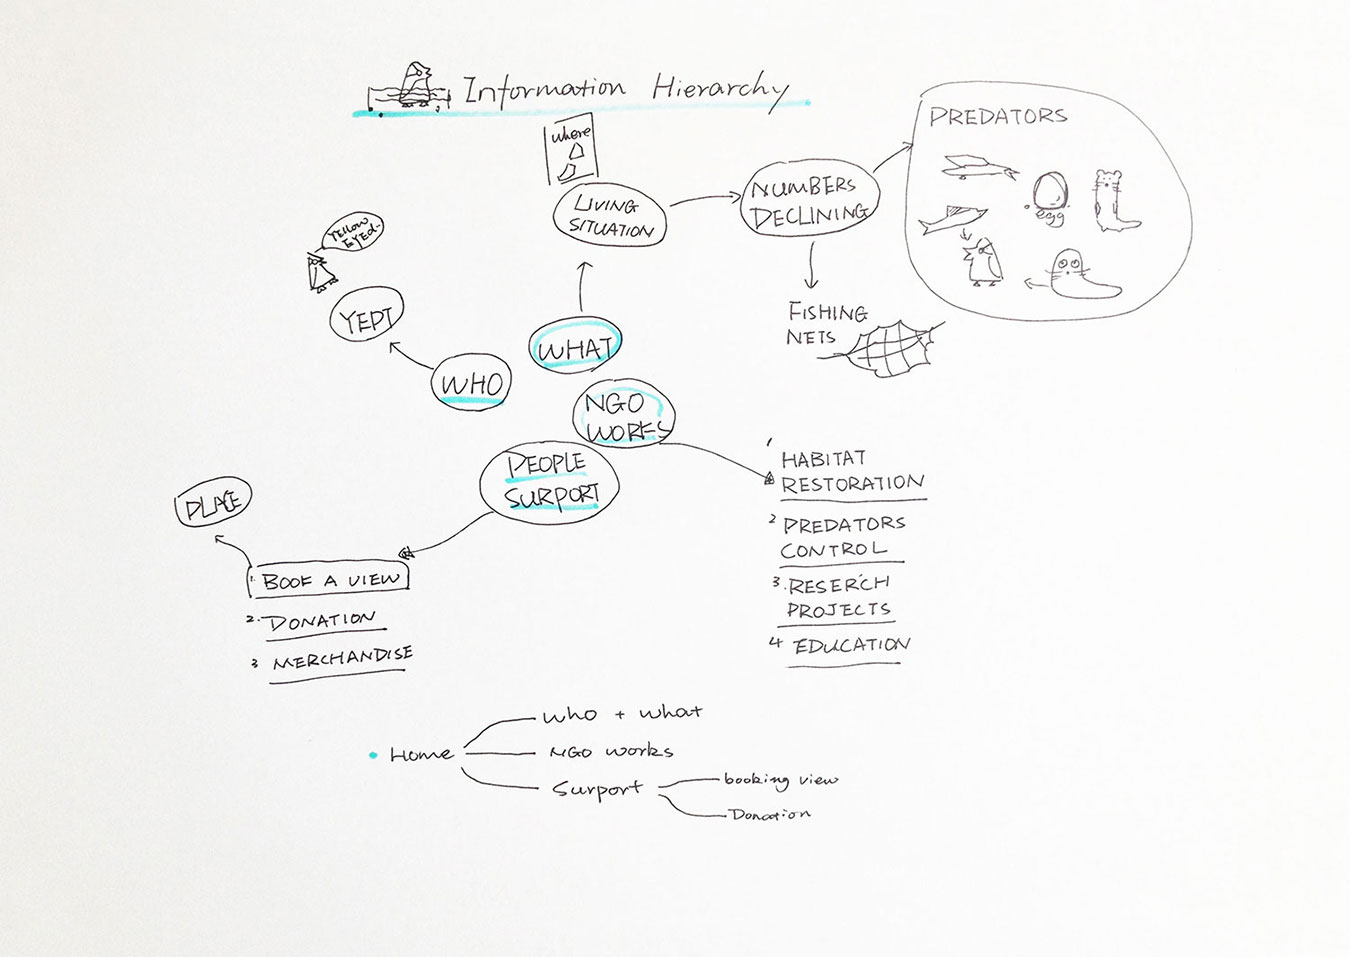 Information Hierarchy
where
LIVING
SITUATION
NUMBERS
DECLINING
PREDATORS
egg
FISHING
NETS
YELLOW
EYED-
YEPT
WHO
WHAT
NGO
WORKS
PEOPLE
SURPORT
1 HABITAT
RESTORATION
2 PREDATORS
CONTROL
3. RESERCH
PROJECTS
4 EDUCATION
PLACE
1. BOOK A VIEW
2. DONATION
3 MERCHANDISE
Home
who + what
NGO works
Surport
booking view
Donation